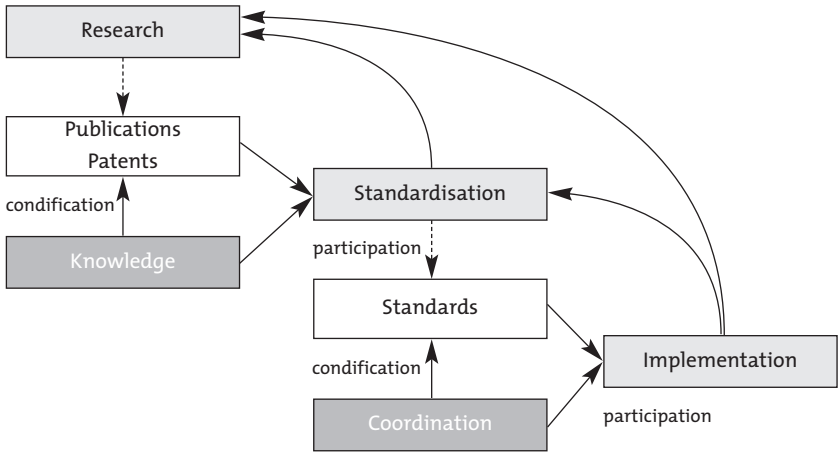 Research
Publications
Patents
condification
Knowledge
Standardisation
participation
Standards
condification
Coordination
Implementation
participation